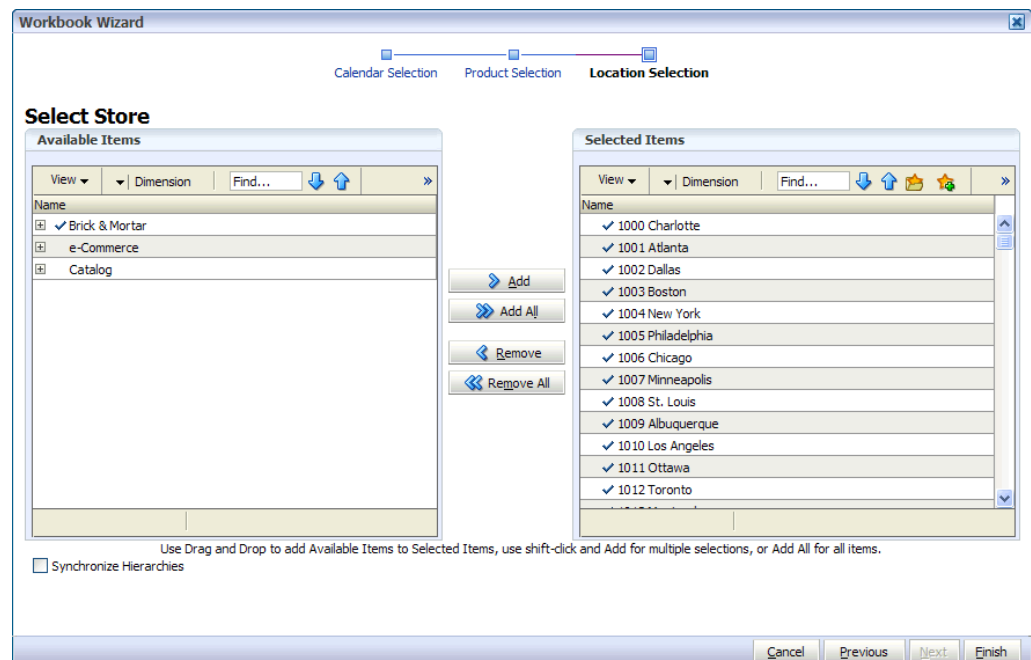 Workbook Wizard
Calendar Selection Product Selection Location Selection
Select Store
Available Items
View Dimension Find... »
Name
Brick & Mortar
e-Commerce
Catalog
Add
Add All
Remove
Remove All
Selected Items
View Dimension Find... »
Name
1000 Charlotte
1001 Atlanta
1002 Dallas
1003 Boston
1004 New York
1005 Philadelphia
1006 Chicago
1007 Minneapolis
1008 St. Louis
1009 Albuquerque
1010 Los Angeles
1011 Ottawa
1012 Toronto
Use Drag and Drop to add Available Items to Selected Items, use shift-click and Add for multiple selections, or Add All for all items.
Synchronize Hierarchies
Cancel Previous Next Finish